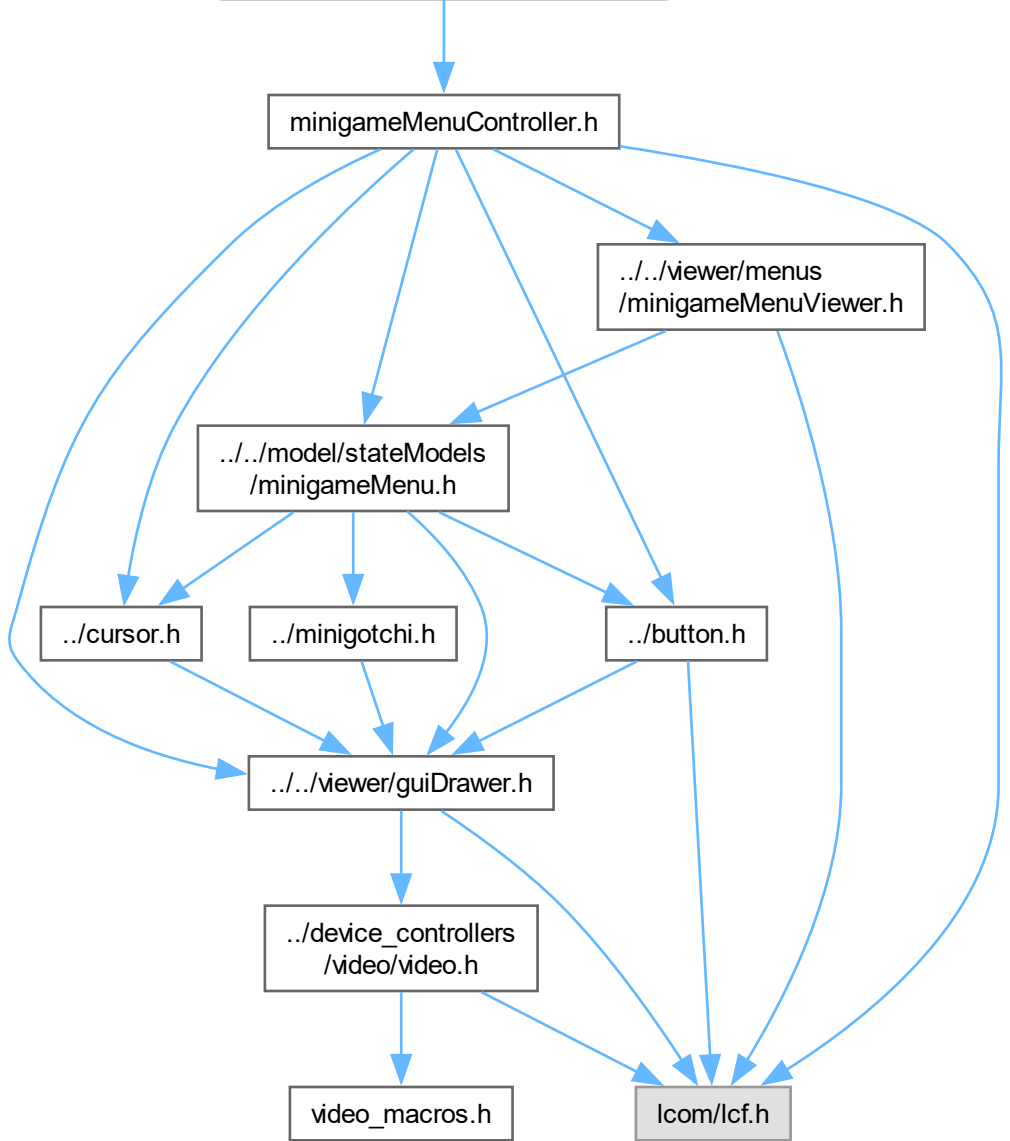 minigameMenuController.h
../../viewer/menus
/minigameMenuViewer.h
../../model/stateModels
/minigameMenu.h
../cursor.h
../minigotchi.h
../button.h
../../viewer/guiDrawer.h
../device_controllers
/video/video.h
video_macros.h
lcom/lcf.h